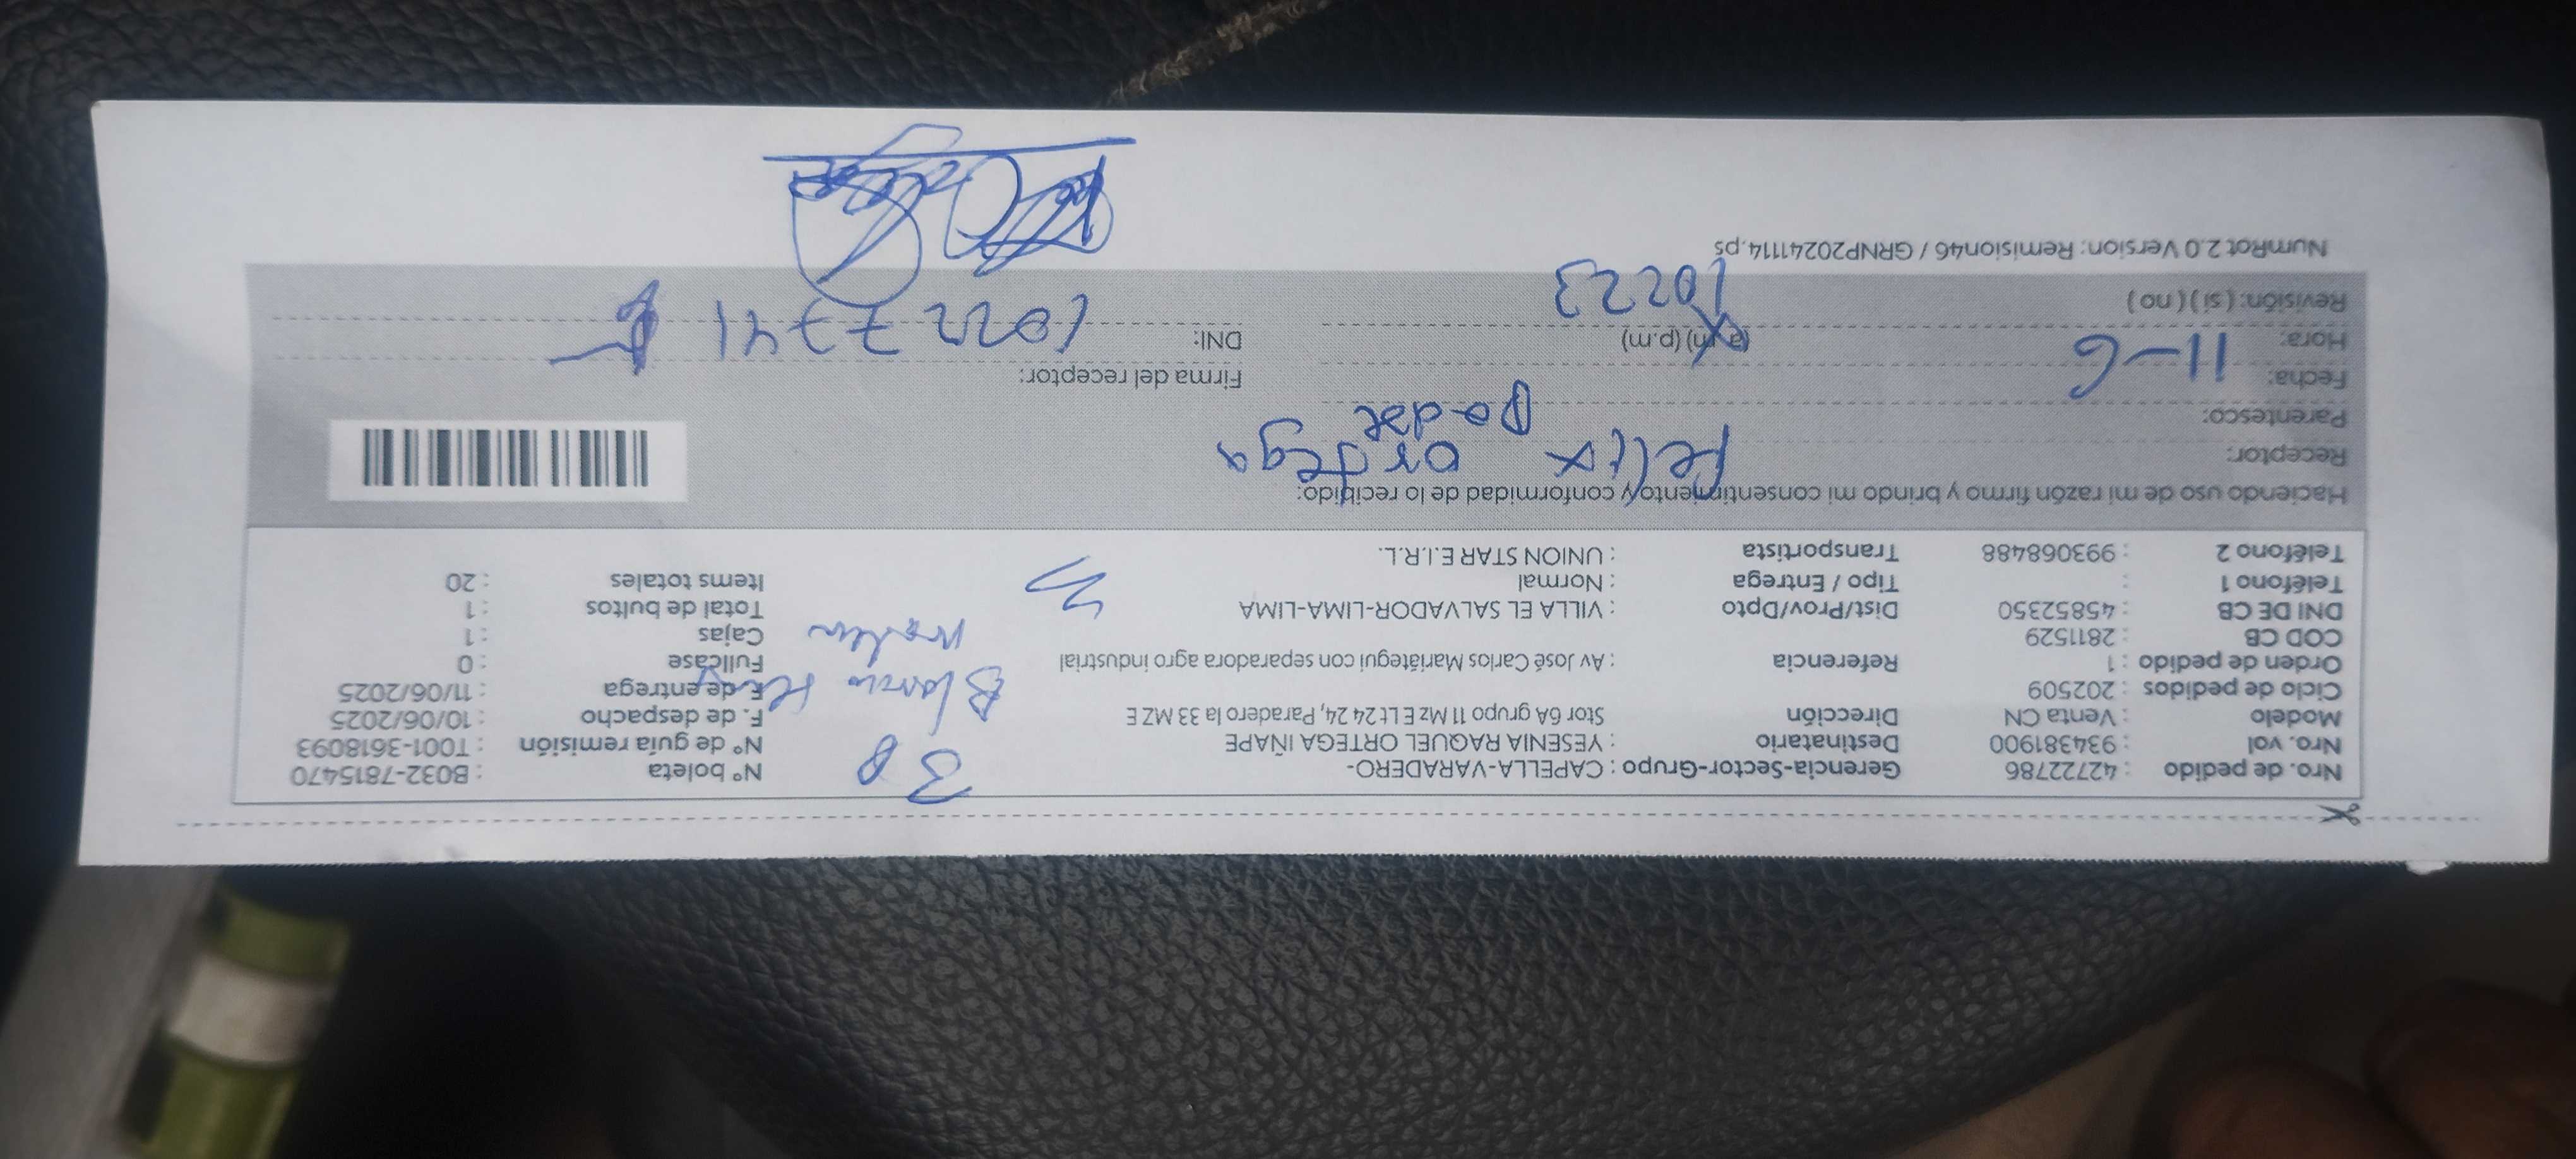 Nro. de pedido : 42722786 Gerencia-Sector-Grupo : CAPELLA-VARADERO- N° boleta : B032-7815470
Nro. vol : 934381900 Destinatario : YESENIA RAQUEL ORTEGA IÑAPE N° de guía remisión : T001-3618093
Modelo : Venta CN Dirección Stor 6A grupo 11 Mz E Lt 24 24, Paradero la 33 MZ E F. de despacho : 10/06/2025
Ciclo de pedidos : 202509 F. de entrega : 11/06/2025
Orden de pedido : 1 Referencia : Av José Carlos Mariátegui con separadora agro industrial Fullcase : 0
COD CB : 2811529 Cajas : 1
DNI DE CB : 45852350 Dist/Prov/Dpto : VILLA EL SALVADOR-LIMA-LIMA Total de bultos : 1
Teléfono 1 : Tipo / Entrega : Normal Items totales : 20
Teléfono 2 : 993068488 Transportista : UNION STAR E.I.R.L.
3P
Haciendo uso de mi razón firmo y brindo mi consentimiento y conformidad de lo recibido:
Receptor: Felix ortega
Parentesco: Padre
Fecha: 11-6 Firma del receptor:
Hora: (a.m) (p.m) DNI:
Revisión: ( si ) ( no ) 10223
NumRot 2.0 Version: Remision46 / GRNP20241114.ps